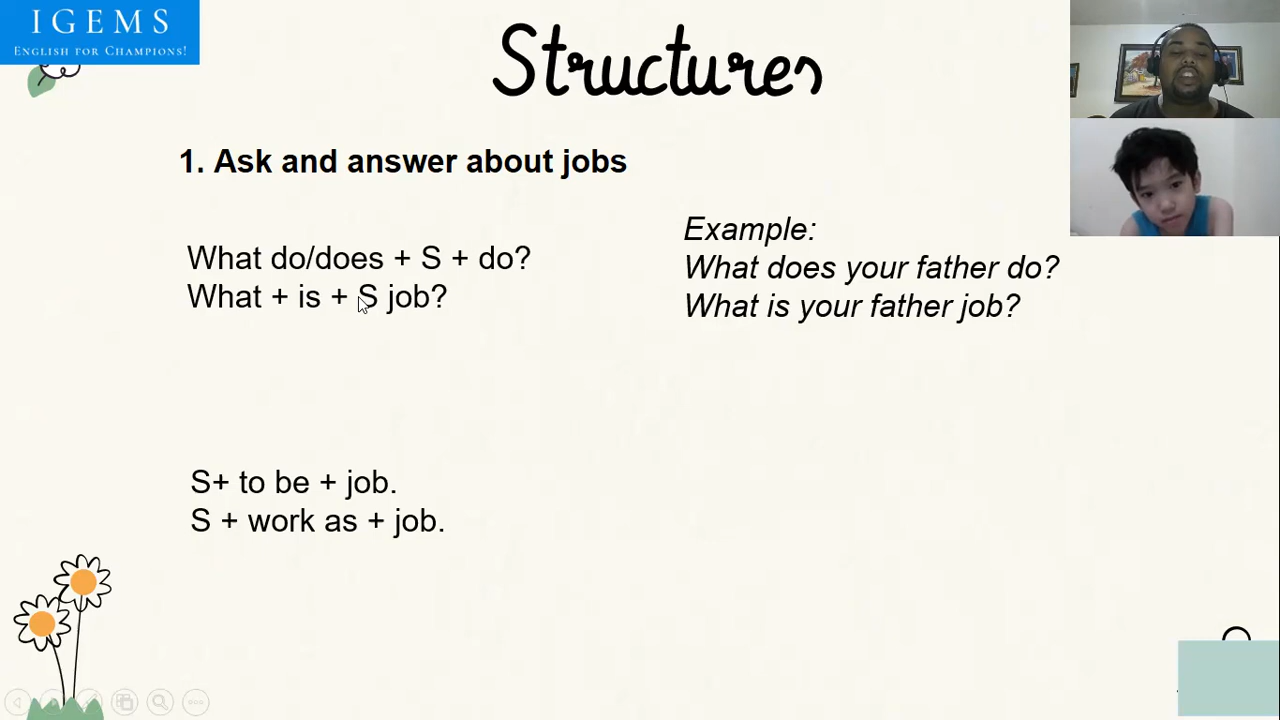 IGEMS
ENGLISH FOR CHAMPIONS!
Structures
1. Ask and answer about jobs
What do/does + S + do?
What + is + S job?
Example:
What does your father do?
What is your father job?
S+ to be + job.
S + work as + job.